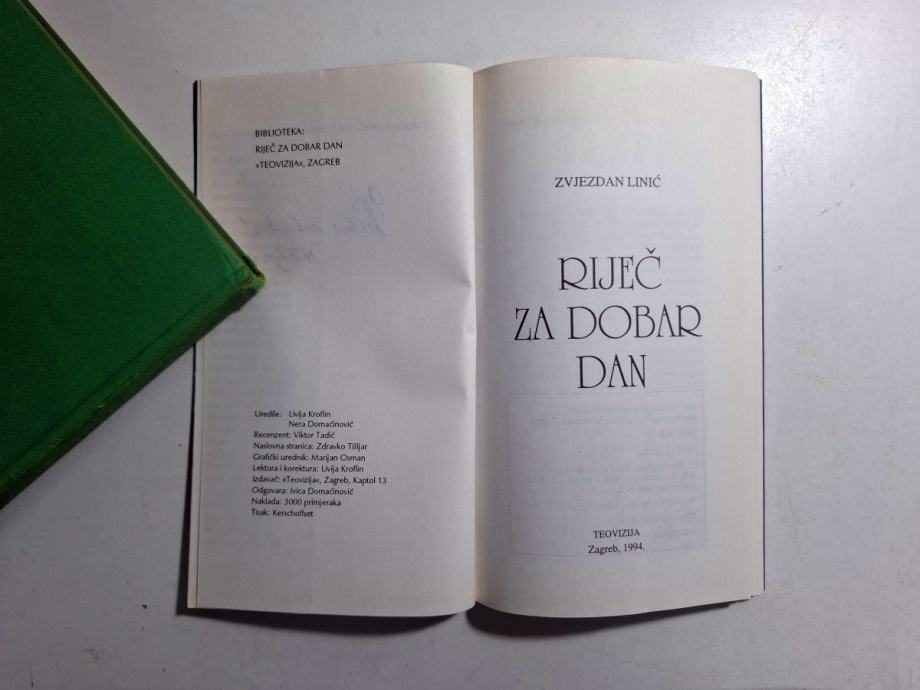 BIBLIOTEKA:
RIJEČ ZA DOBAR DAN
»TEOVIZIJA«, ZAGREB
Uredile: Livija Kroflin
Nera Domaćinović
Recenzent: Viktor Tadić
Naslovna stranica: Zdravko Tišljar
Grafički urednik: Marijan Osman
Lektura i korektura: Livija Kroflin
Izdavač: »Teovizija«, Zagreb, Kaptol 13
Odgovara: Ivica Domaćinović
Naklada: 3000 primjeraka
Tisak: Kerschoffset
ZVJEZDAN LINIĆ
RIJEČ
ZA DOBAR
DAN
TEOVIZIJA
Zagreb, 1994.